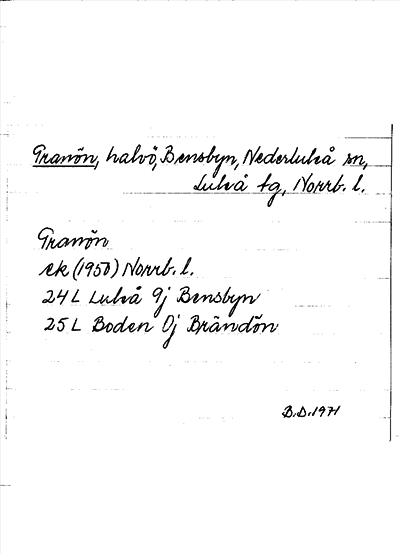 Granön, halvö, Bensbyn, Nederluleå sn,
Luleå tg, Norrb. l.
Granön
ek (1950) Norrb. l.
24 L Luleå 9j Bensbyn
25 L Boden 0j Brändön
B.D. 1971